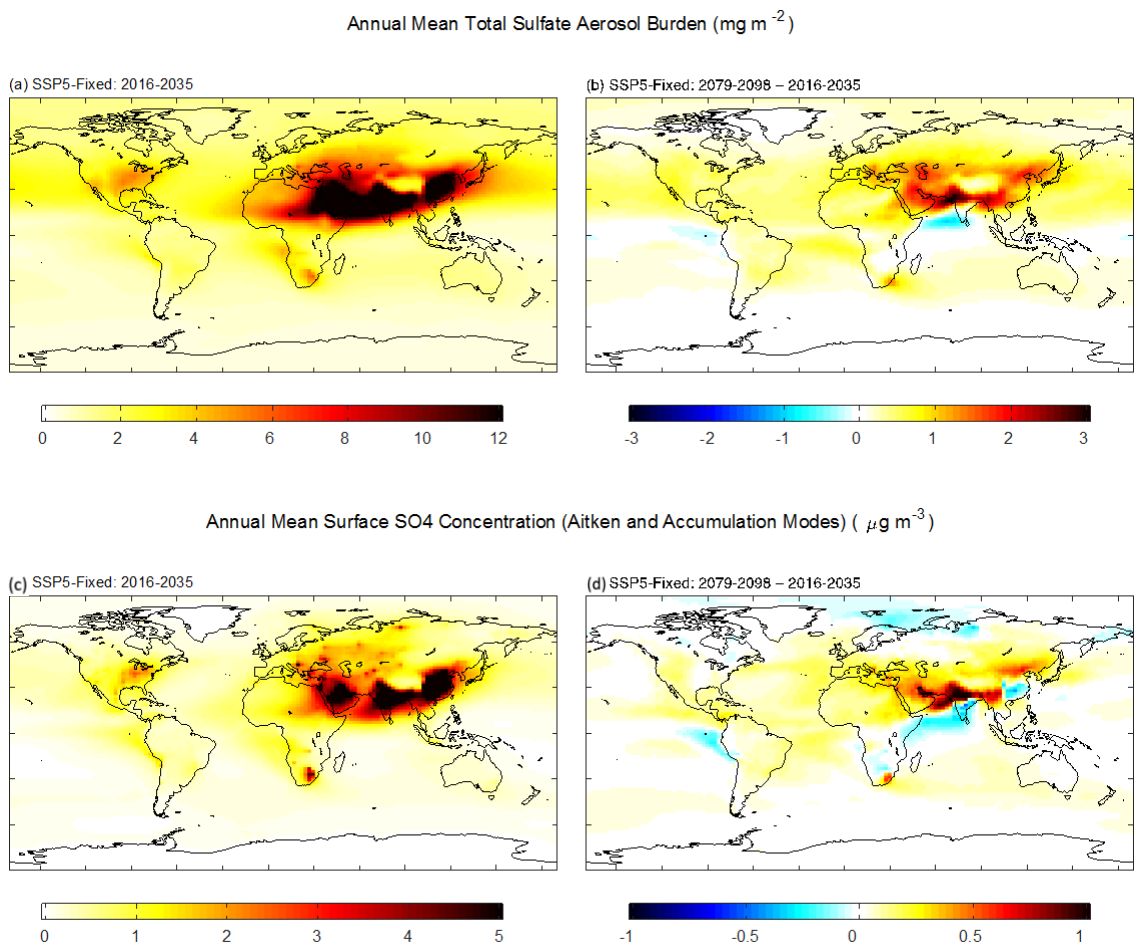 Annual Mean Total Sulfate Aerosol Burden (mg m -2)
(a) SSP5-Fixed: 2016-2035
(b) SSP5-Fixed: 2079-2098 – 2016-2035
0 2 4 6 8 10 12
-3 -2 -1 0 1 2 3
Annual Mean Surface SO4 Concentration (Aitken and Accumulation Modes) ( μg m-3)
(c) SSP5-Fixed: 2016-2035
(d) SSP5-Fixed: 2079-2098 – 2016-2035
0 1 2 3 4 5
-1 -0.5 0 0.5 1